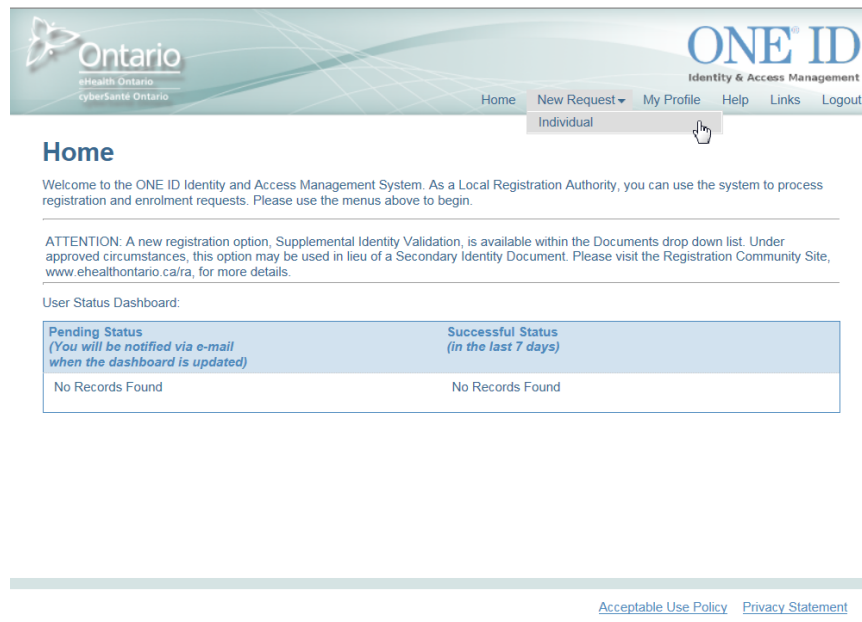 Ontario
eHealth Ontario
cyberSanté Ontario
ONE® ID
Identity & Access Management
Home New Request My Profile Help Links Logout
Individual
Home
Welcome to the ONE ID Identity and Access Management System. As a Local Registration Authority, you can use the system to process
registration and enrolment requests. Please use the menus above to begin.
ATTENTION: A new registration option, Supplemental Identity Validation, is available within the Documents drop down list. Under
approved circumstances, this option may be used in lieu of a Secondary Identity Document. Please visit the Registration Community Site,
www.ehealthontario.ca/ra, for more details.
User Status Dashboard:
Pending Status Successful Status
(You will be notified via e-mail (in the last 7 days)
when the dashboard is updated)
No Records Found No Records Found
Acceptable Use Policy Privacy Statement